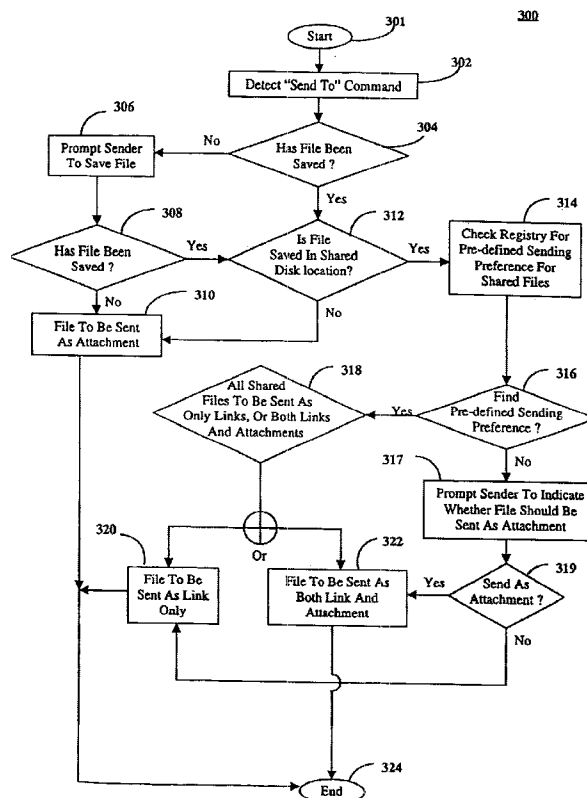 300
301
Start
302
Detect "Send To" Command
306
304
Prompt Sender
To Save File
No
Has File Been
Saved ?
Yes
308
312
314
Has File Been
Saved ?
Yes
Is File
Saved In Shared
Disk location?
Yes
Check Registry For
Pre-defined Sending
Preference For
Shared Files
No
310
No
File To Be Sent
As Attachment
318
316
All Shared
Files To Be Sent As
Only Links, Or Both Links
And Attachments
Yes
Find
Pre-defined Sending
Preference ?
317
No
Prompt Sender To Indicate
Whether File Should Be
Sent As Attachment
320
Or
322
319
File To Be
Sent As Link
Only
File To Be Sent As
Both Link And
Attachment
Yes
Send As
Attachment ?
No
324
End